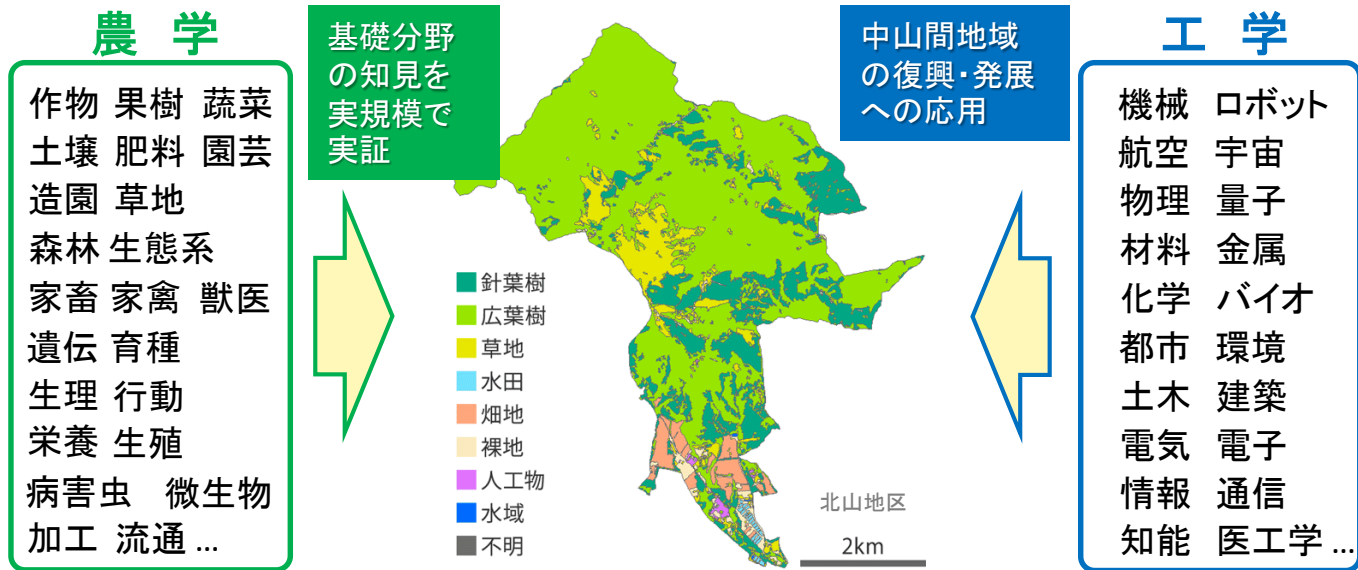 農 学
作物 果樹 蔬菜
土壌 肥料 園芸
造園 草地
森林 生態系
家畜 家禽 獣医
遺伝 育種
生理 行動
栄養 生殖
病害虫 微生物
加工 流通 ...
基礎分野
の知見を
実規模で
実証
針葉樹
広葉樹
草地
水田
畑地
裸地
人工物
水域
不明
北山地区
2km
中山間地域
の復興・発展
への応用
工 学
機械 ロボット
航空 宇宙
物理 量子
材料 金属
化学 バイオ
都市 環境
土木 建築
電気 電子
情報 通信
知能 医工学 ...